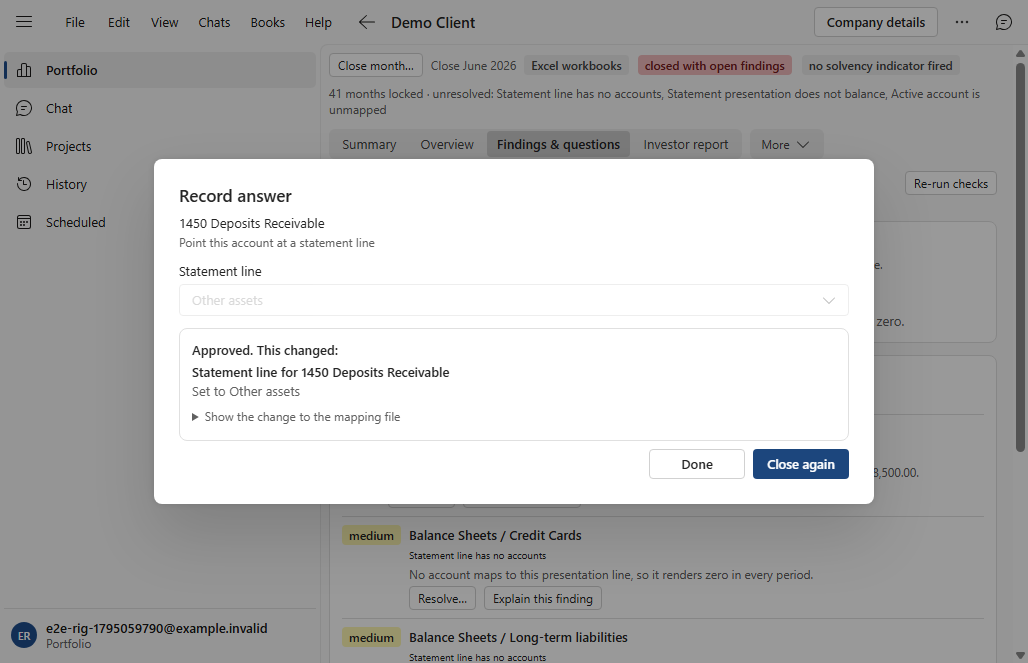 File Edit View Chats Books Help Demo Client Company details
Portfolio
Chat
Projects
History
Scheduled
Close month... Close June 2026 Excel workbooks closed with open findings no solvency indicator fired
41 months locked · unresolved: Statement line has no accounts, Statement presentation does not balance, Active account is
unmapped
Summary Overview Findings & questions Investor report More
Re-run checks
Record answer
1450 Deposits Receivable
Point this account at a statement line
Statement line
Other assets
Approved. This changed:
Statement line for 1450 Deposits Receivable
Set to Other assets
Show the change to the mapping file
Done Close again
zero.
8,500.00.
medium Balance Sheets / Credit Cards
Statement line has no accounts
No account maps to this presentation line, so it renders zero in every period.
Resolve... Explain this finding
medium Balance Sheets / Long-term liabilities
Statement line has no accounts
ER e2e-rig-1795059790@example.invalid
Portfolio